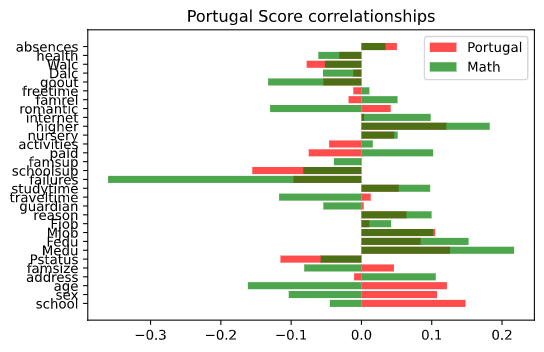 Portugal Score correlationships
absences
health
Walc
Dalc
goout
freetime
famrel
romantic
internet
higher
nursery
activities
paid
famsup
schoolsup
failures
studytime
traveltime
guardian
reason
Fjob
Mjob
Fedu
Medu
Pstatus
famsize
address
age
sex
school
Portugal
Math
−0.3 −0.2 −0.1 0.0 0.1 0.2